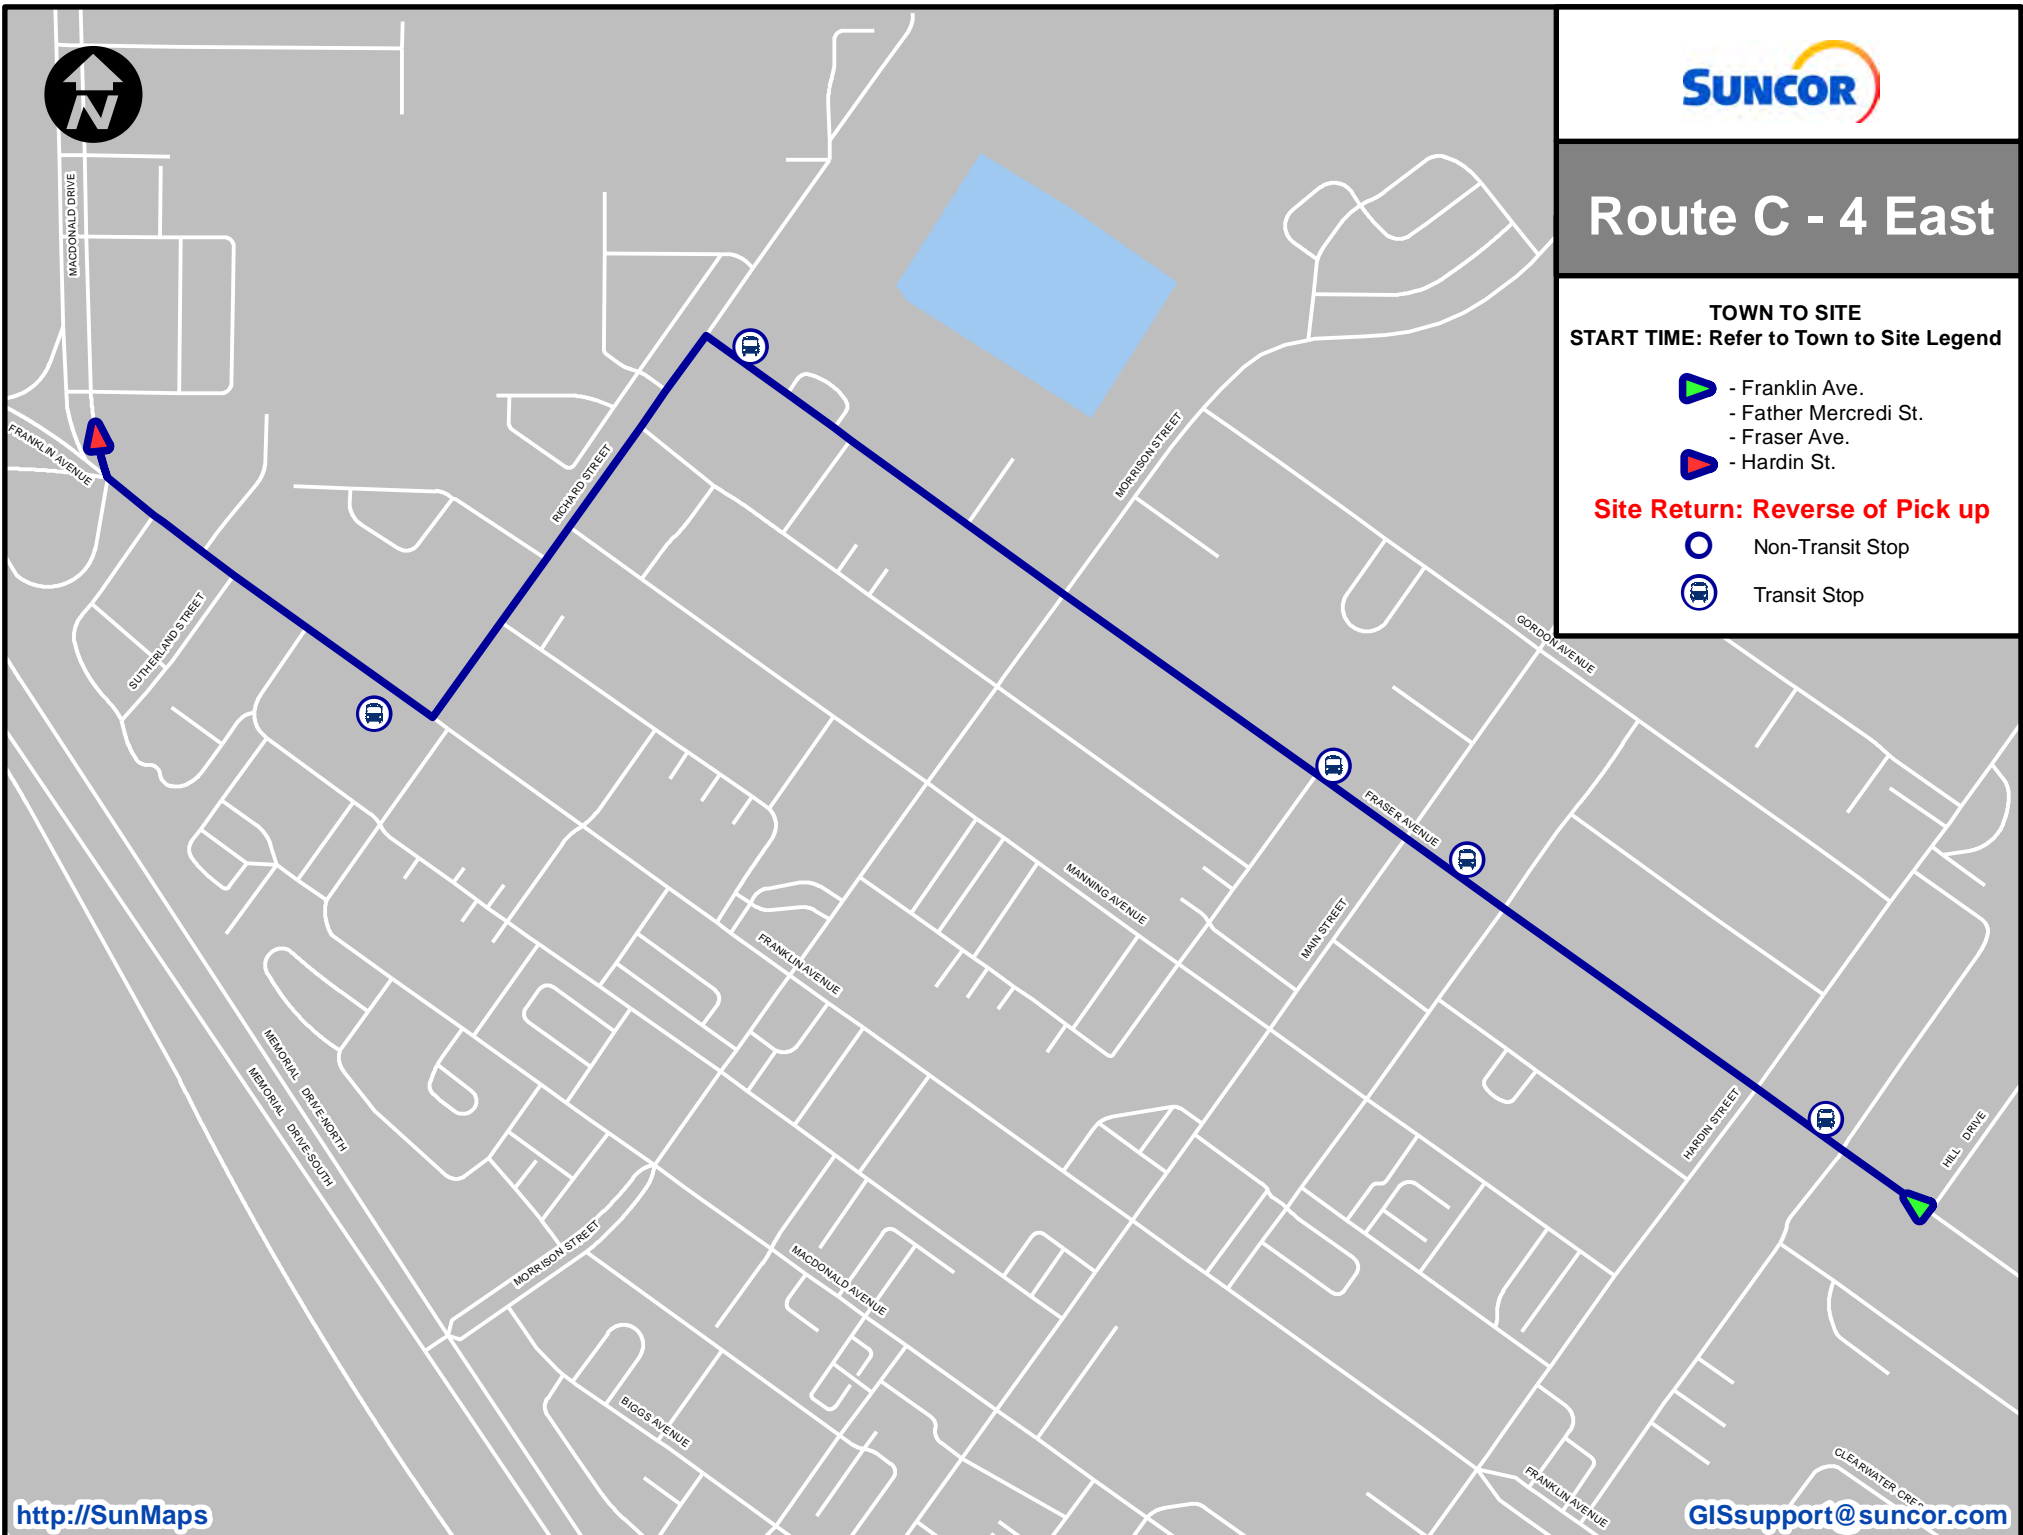 N
SUNCOR
Route C - 4 East
TOWN TO SITE
START TIME: Refer to Town to Site Legend
- Franklin Ave.
- Father Mercredi St.
- Fraser Ave.
- Hardin St.
Site Return: Reverse of Pick up
Non-Transit Stop
Transit Stop
MACDONALD DRIVE
FRANKLIN AVENUE
RICHARD STREET
MORRISON STREET
SUTHERLAND STREET
GORDON AVENUE
FRASER AVENUE
MANNING AVENUE
MAIN STREET
FRANKLIN AVENUE
MEMORIAL DRIVE-NORTH
MEMORIAL DRIVE-SOUTH
HARDIN STREET
HILL DRIVE
MORRISON STREET
MACDONALD AVENUE
BIGGS AVENUE
FRANKLIN AVENUE
CLEARWATER CRE
http://SunMaps
GISsupport@suncor.com